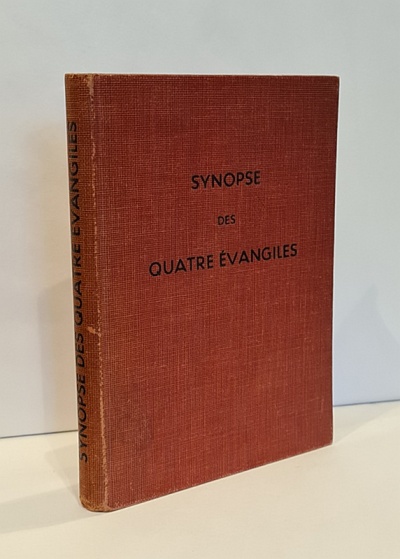 SYNOPSE
DES
QUATRE ÉVANGILES
SYNOPSE DES QUATRE ÉVANGILES